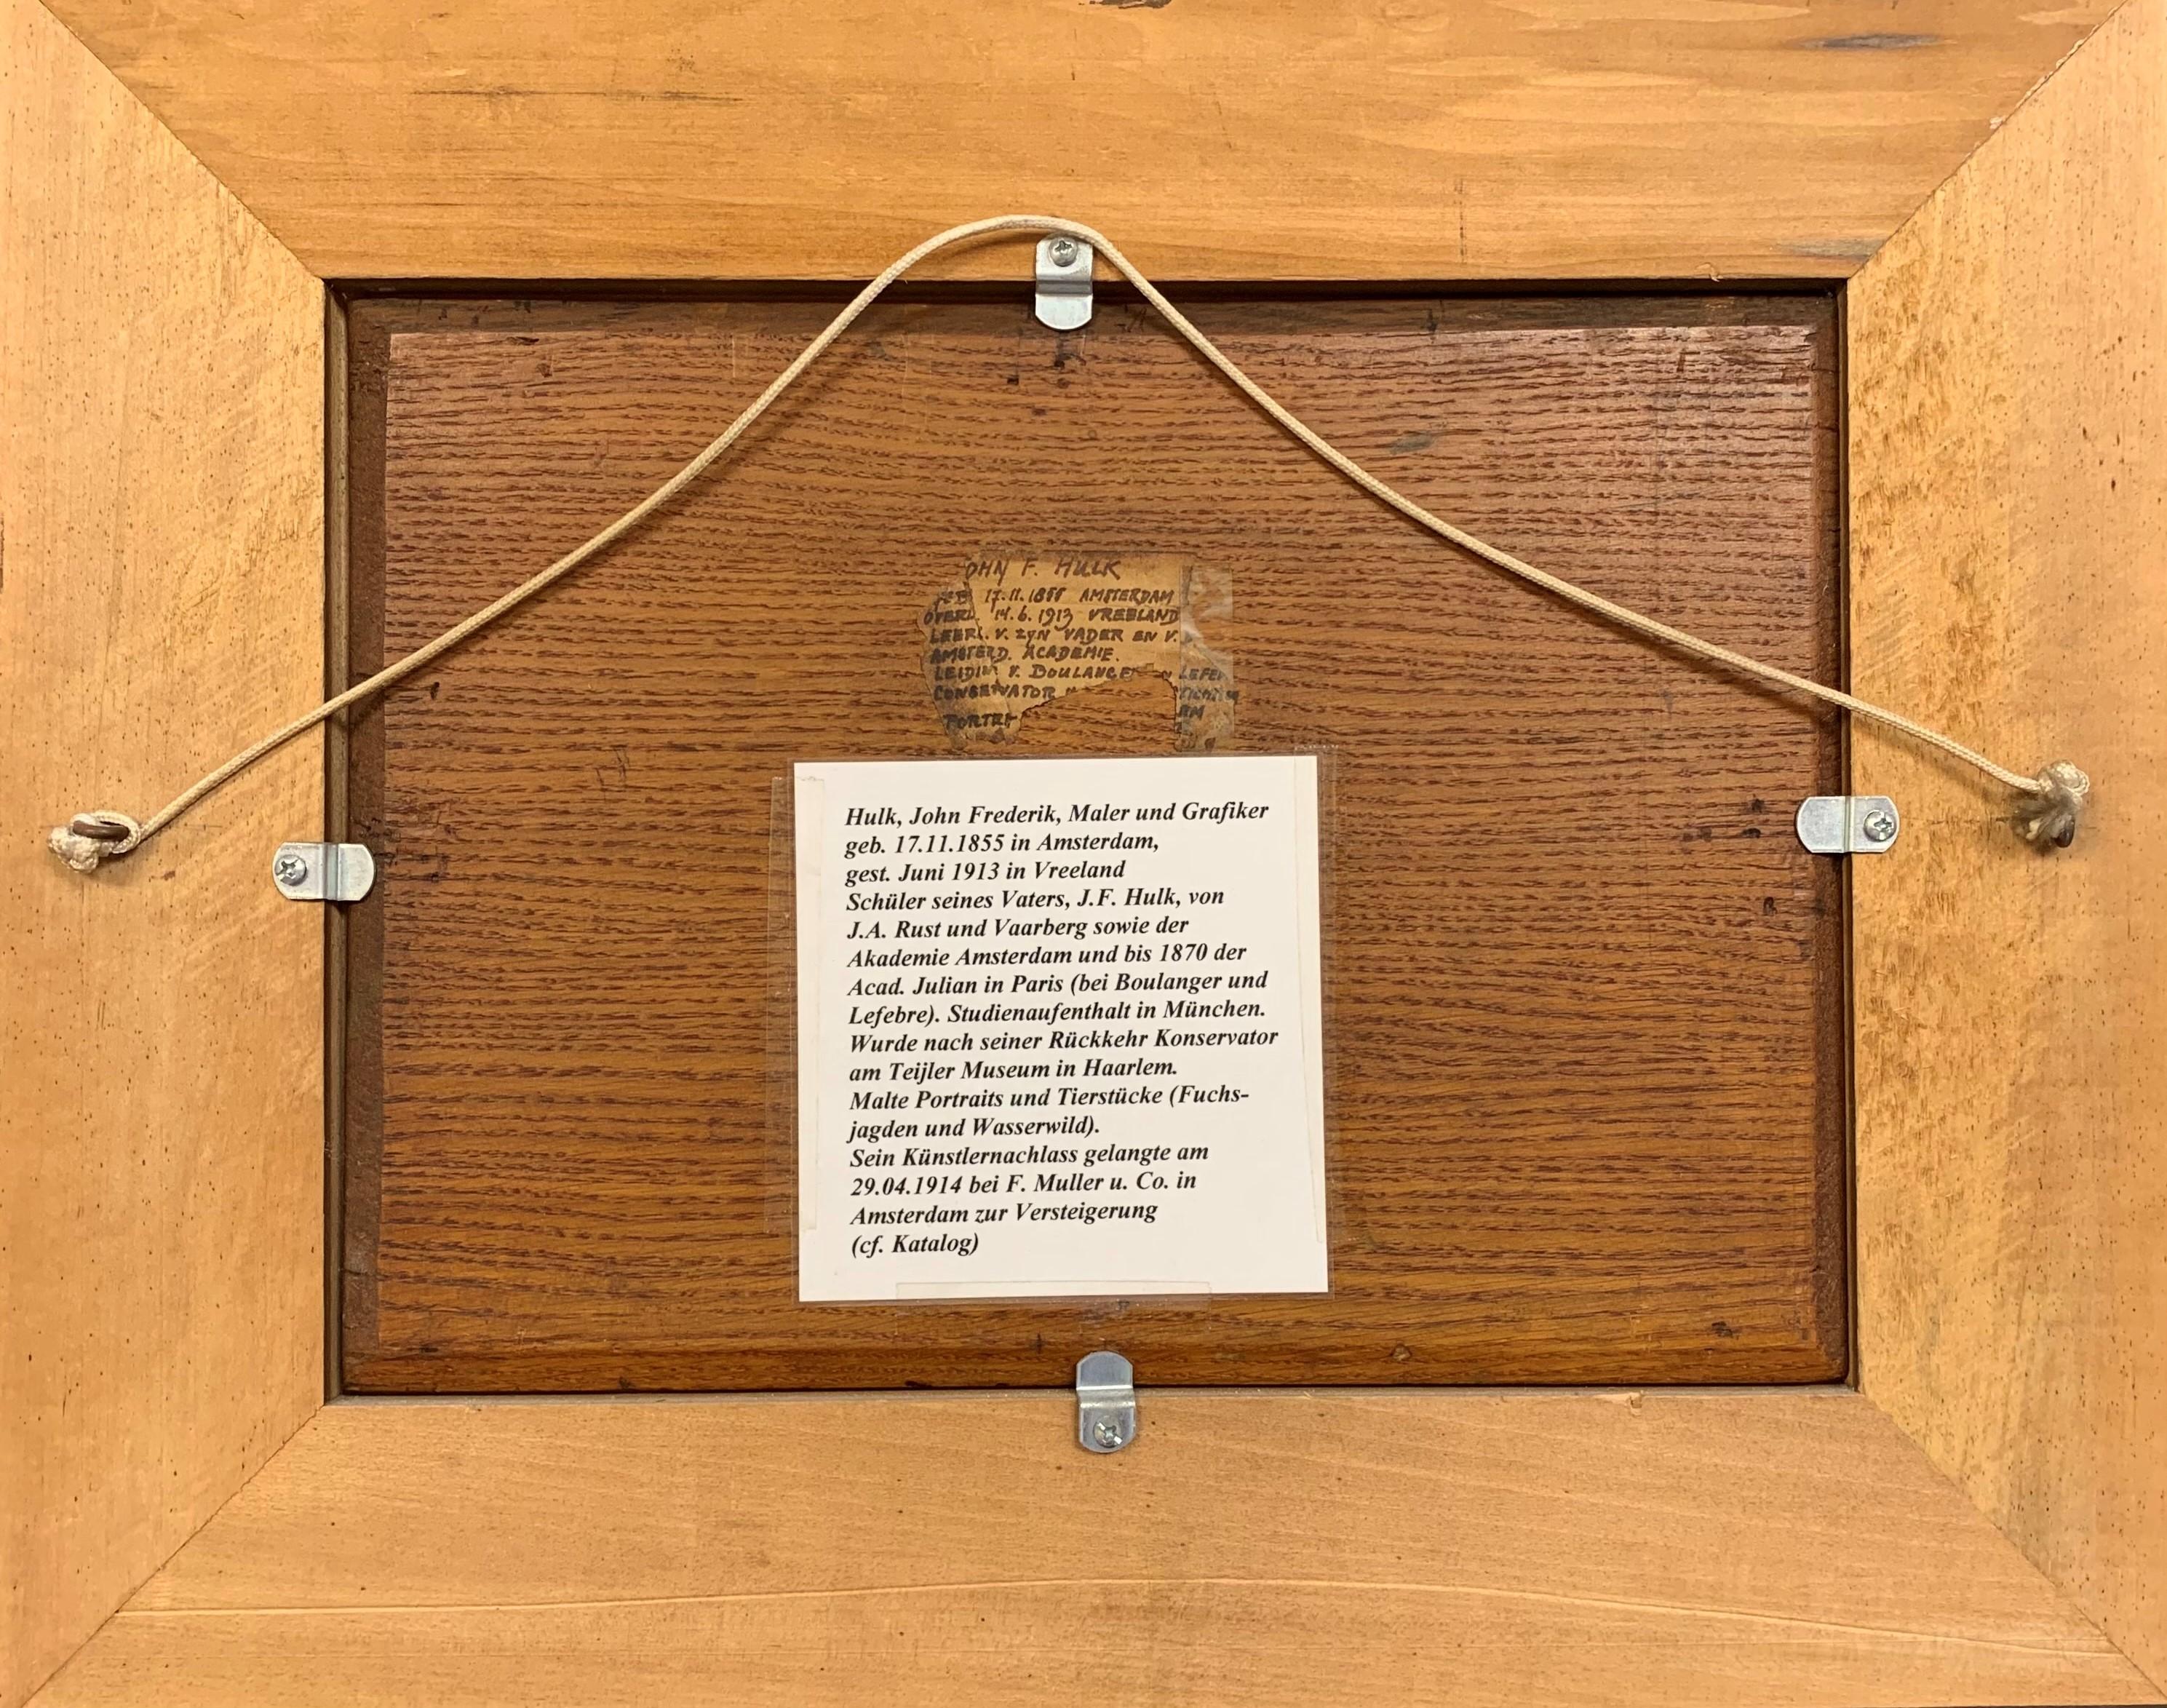 OHN F. HULK
17.11.1855 AMSTERDAM
OVERL. 14.6.1913 VREELAND
LEERL. V. ZYN VADER EN V.
AMSTERD. ACADEMIE.
V. BOULANGE LEFE
CONSERVATOR
PORTRE
Hulk, John Frederik, Maler und Grafiker
geb. 17.11.1855 in Amsterdam,
gest. Juni 1913 in Vreeland
Schüler seines Vaters, J.F. Hulk, von
J.A. Rust und Vaarberg sowie der
Akademie Amsterdam und bis 1870 der
Acad. Julian in Paris (bei Boulanger und
Lefebre). Studienaufenthalt in München.
Wurde nach seiner Rückkehr Konservator
am Teijler Museum in Haarlem.
Malte Portraits und Tierstücke (Fuchs-
jagden und Wasserwild).
Sein Künstlernachlass gelangte am
29.04.1914 bei F. Muller u. Co. in
Amsterdam zur Versteigerung
(cf. Katalog)